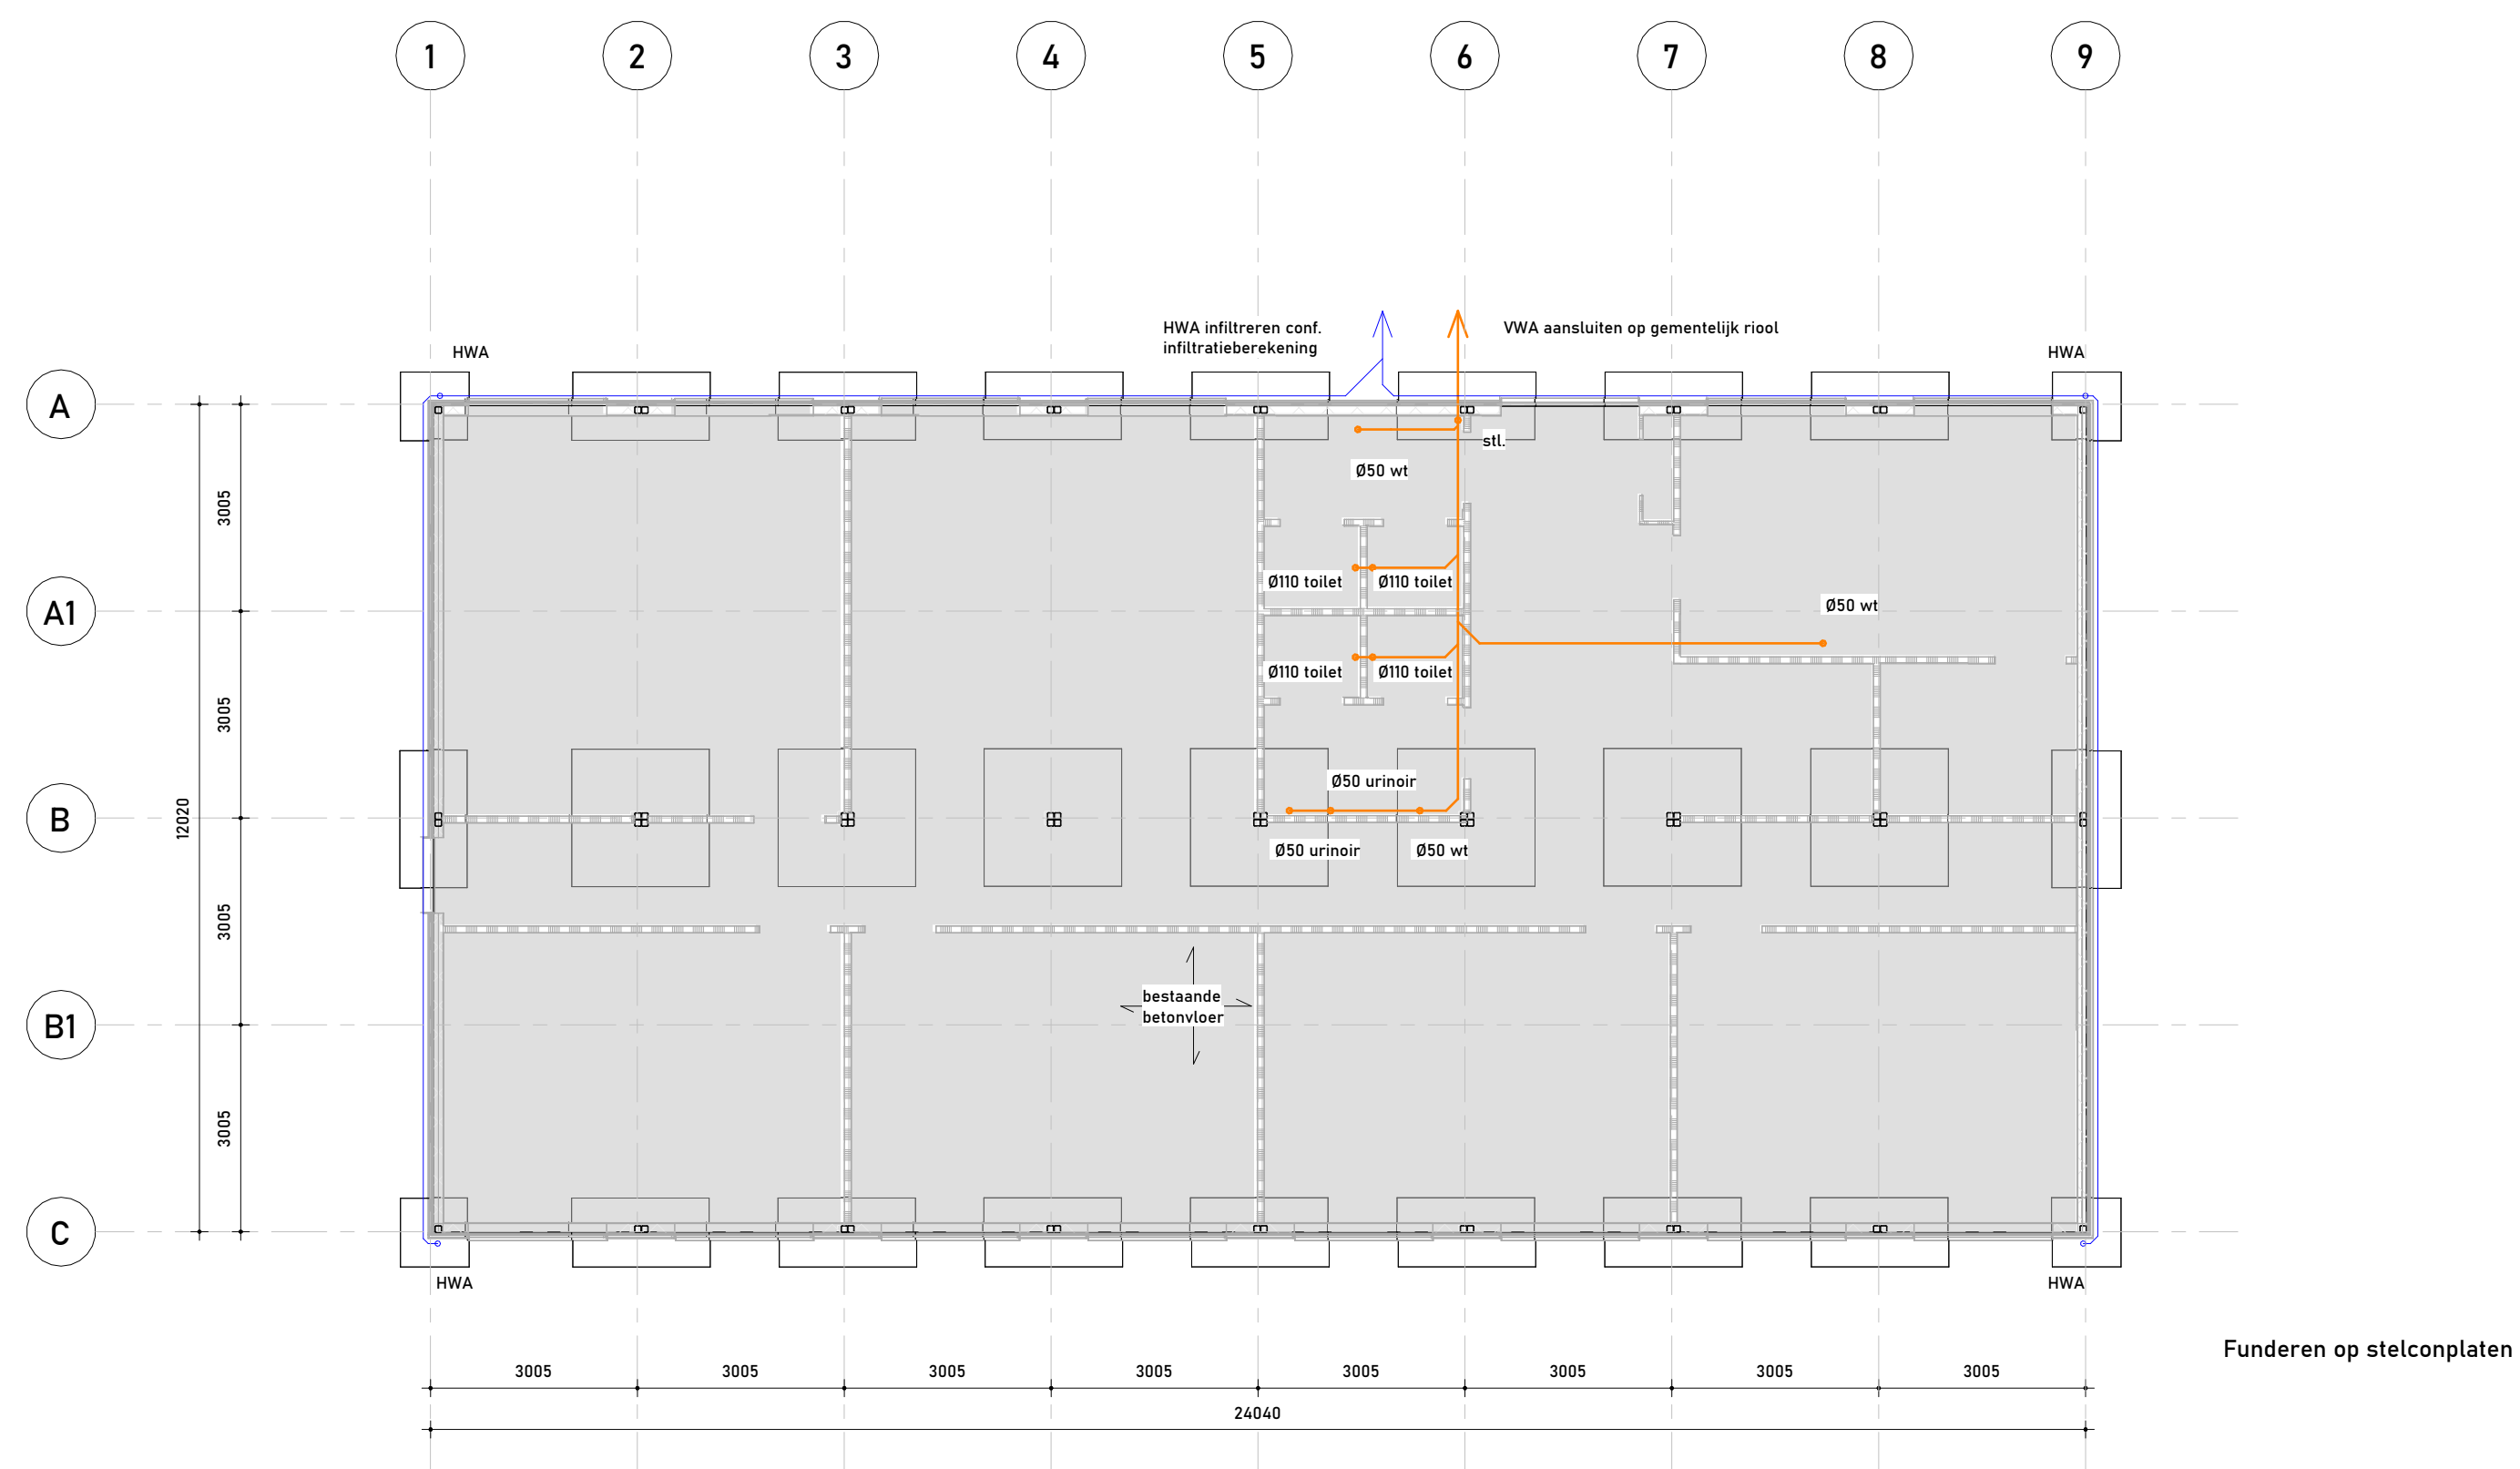 1 2 3 4 5 6 7 8 9
HWA infiltreren conf.
infiltratieberekening
VWA aansluiten op gementelijk riool
HWA
HWA
A
stl.
Ø50 wt
3005
Ø110 toilet
Ø110 toilet
Ø50 wt
A1
Ø110 toilet
Ø110 toilet
3005
Ø50 urinoir
B
12020
Ø50 urinoir
Ø50 wt
3005
bestaande
betonvloer
B1
3005
C
HWA
HWA
Funderen op stelconplaten
3005 3005 3005 3005 3005 3005 3005 3005
24040